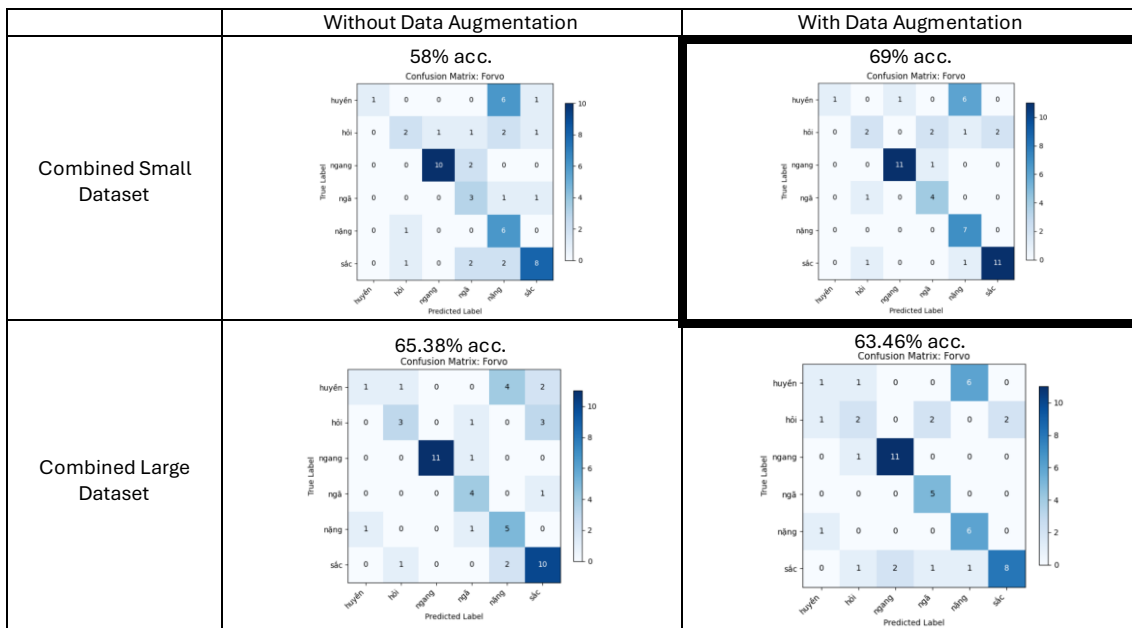 Without Data Augmentation
With Data Augmentation
Combined Small
Dataset
58% acc.
Confusion Matrix: Forvo
True Label
huyền 1 0 0 0 6 1
hỏi 0 2 1 1 2 1
ngang 0 0 10 2 0 0
ngã 0 0 0 3 1 1
nặng 0 1 0 0 6 0
sắc 0 1 0 2 2 8
huyền hỏi ngang ngã nặng sắc
Predicted Label
10
8
6
4
2
0
69% acc.
Confusion Matrix: Forvo
True Label
huyền 1 0 1 0 6 0
hỏi 0 2 0 2 1 2
ngang 0 0 11 1 0 0
ngã 0 1 0 4 0 0
nặng 0 0 0 0 7 0
sắc 0 1 0 0 1 11
huyền hỏi ngang ngã nặng sắc
Predicted Label
10
8
6
4
2
0
Combined Large
Dataset
65.38% acc.
Confusion Matrix: Forvo
True Label
huyền 1 1 0 0 4 2
hỏi 0 3 0 1 0 3
ngang 0 0 11 1 0 0
ngã 0 0 0 4 0 1
nặng 1 0 0 1 5 0
sắc 0 1 0 0 2 10
huyền hỏi ngang ngã nặng sắc
Predicted Label
10
8
6
4
2
0
63.46% acc.
Confusion Matrix: Forvo
True Label
huyền 1 1 0 0 6 0
hỏi 1 2 0 2 0 2
ngang 0 1 11 0 0 0
ngã 0 0 0 5 0 0
nặng 1 0 0 0 6 0
sắc 0 1 2 1 1 8
huyền hỏi ngang ngã nặng sắc
Predicted Label
10
8
6
4
2
0